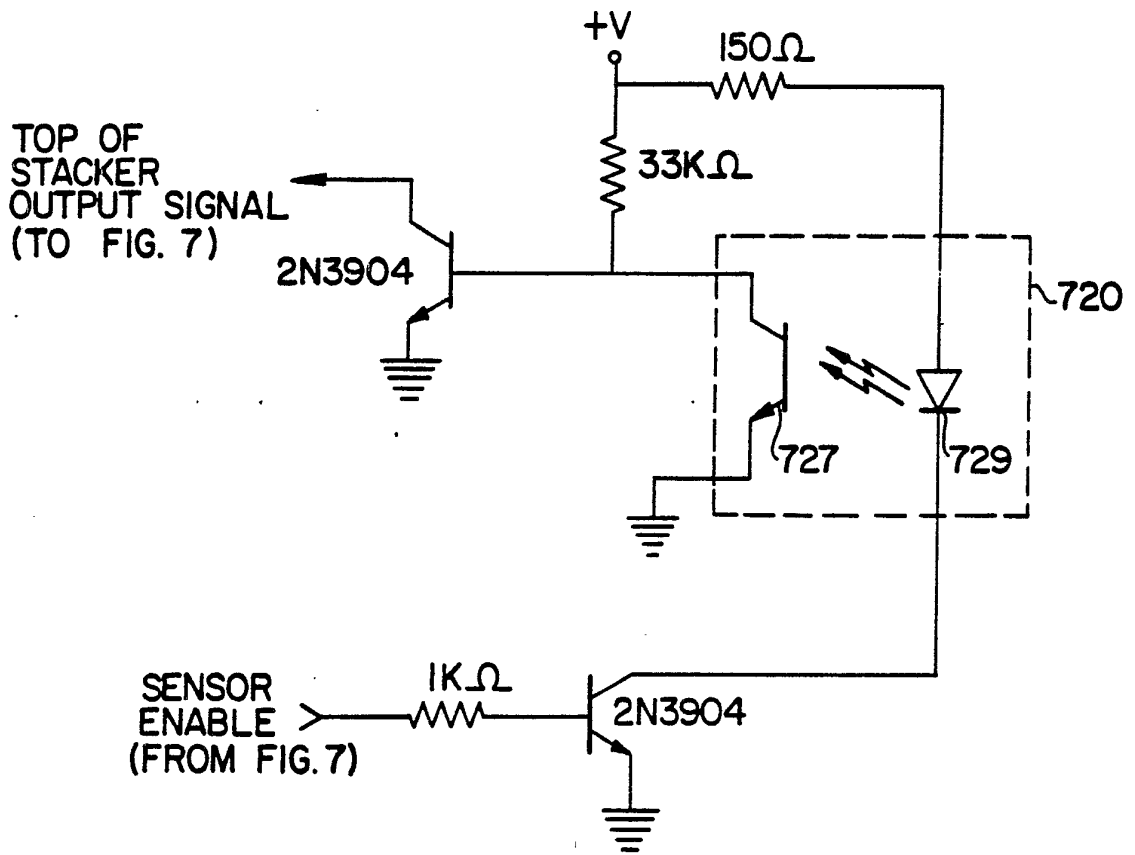 +V
150Ω
TOP OF
STACKER
OUTPUT SIGNAL
(TO FIG. 7)
33KΩ
2N3904
720
727
729
SENSOR
ENABLE
(FROM FIG. 7)
1KΩ
2N3904